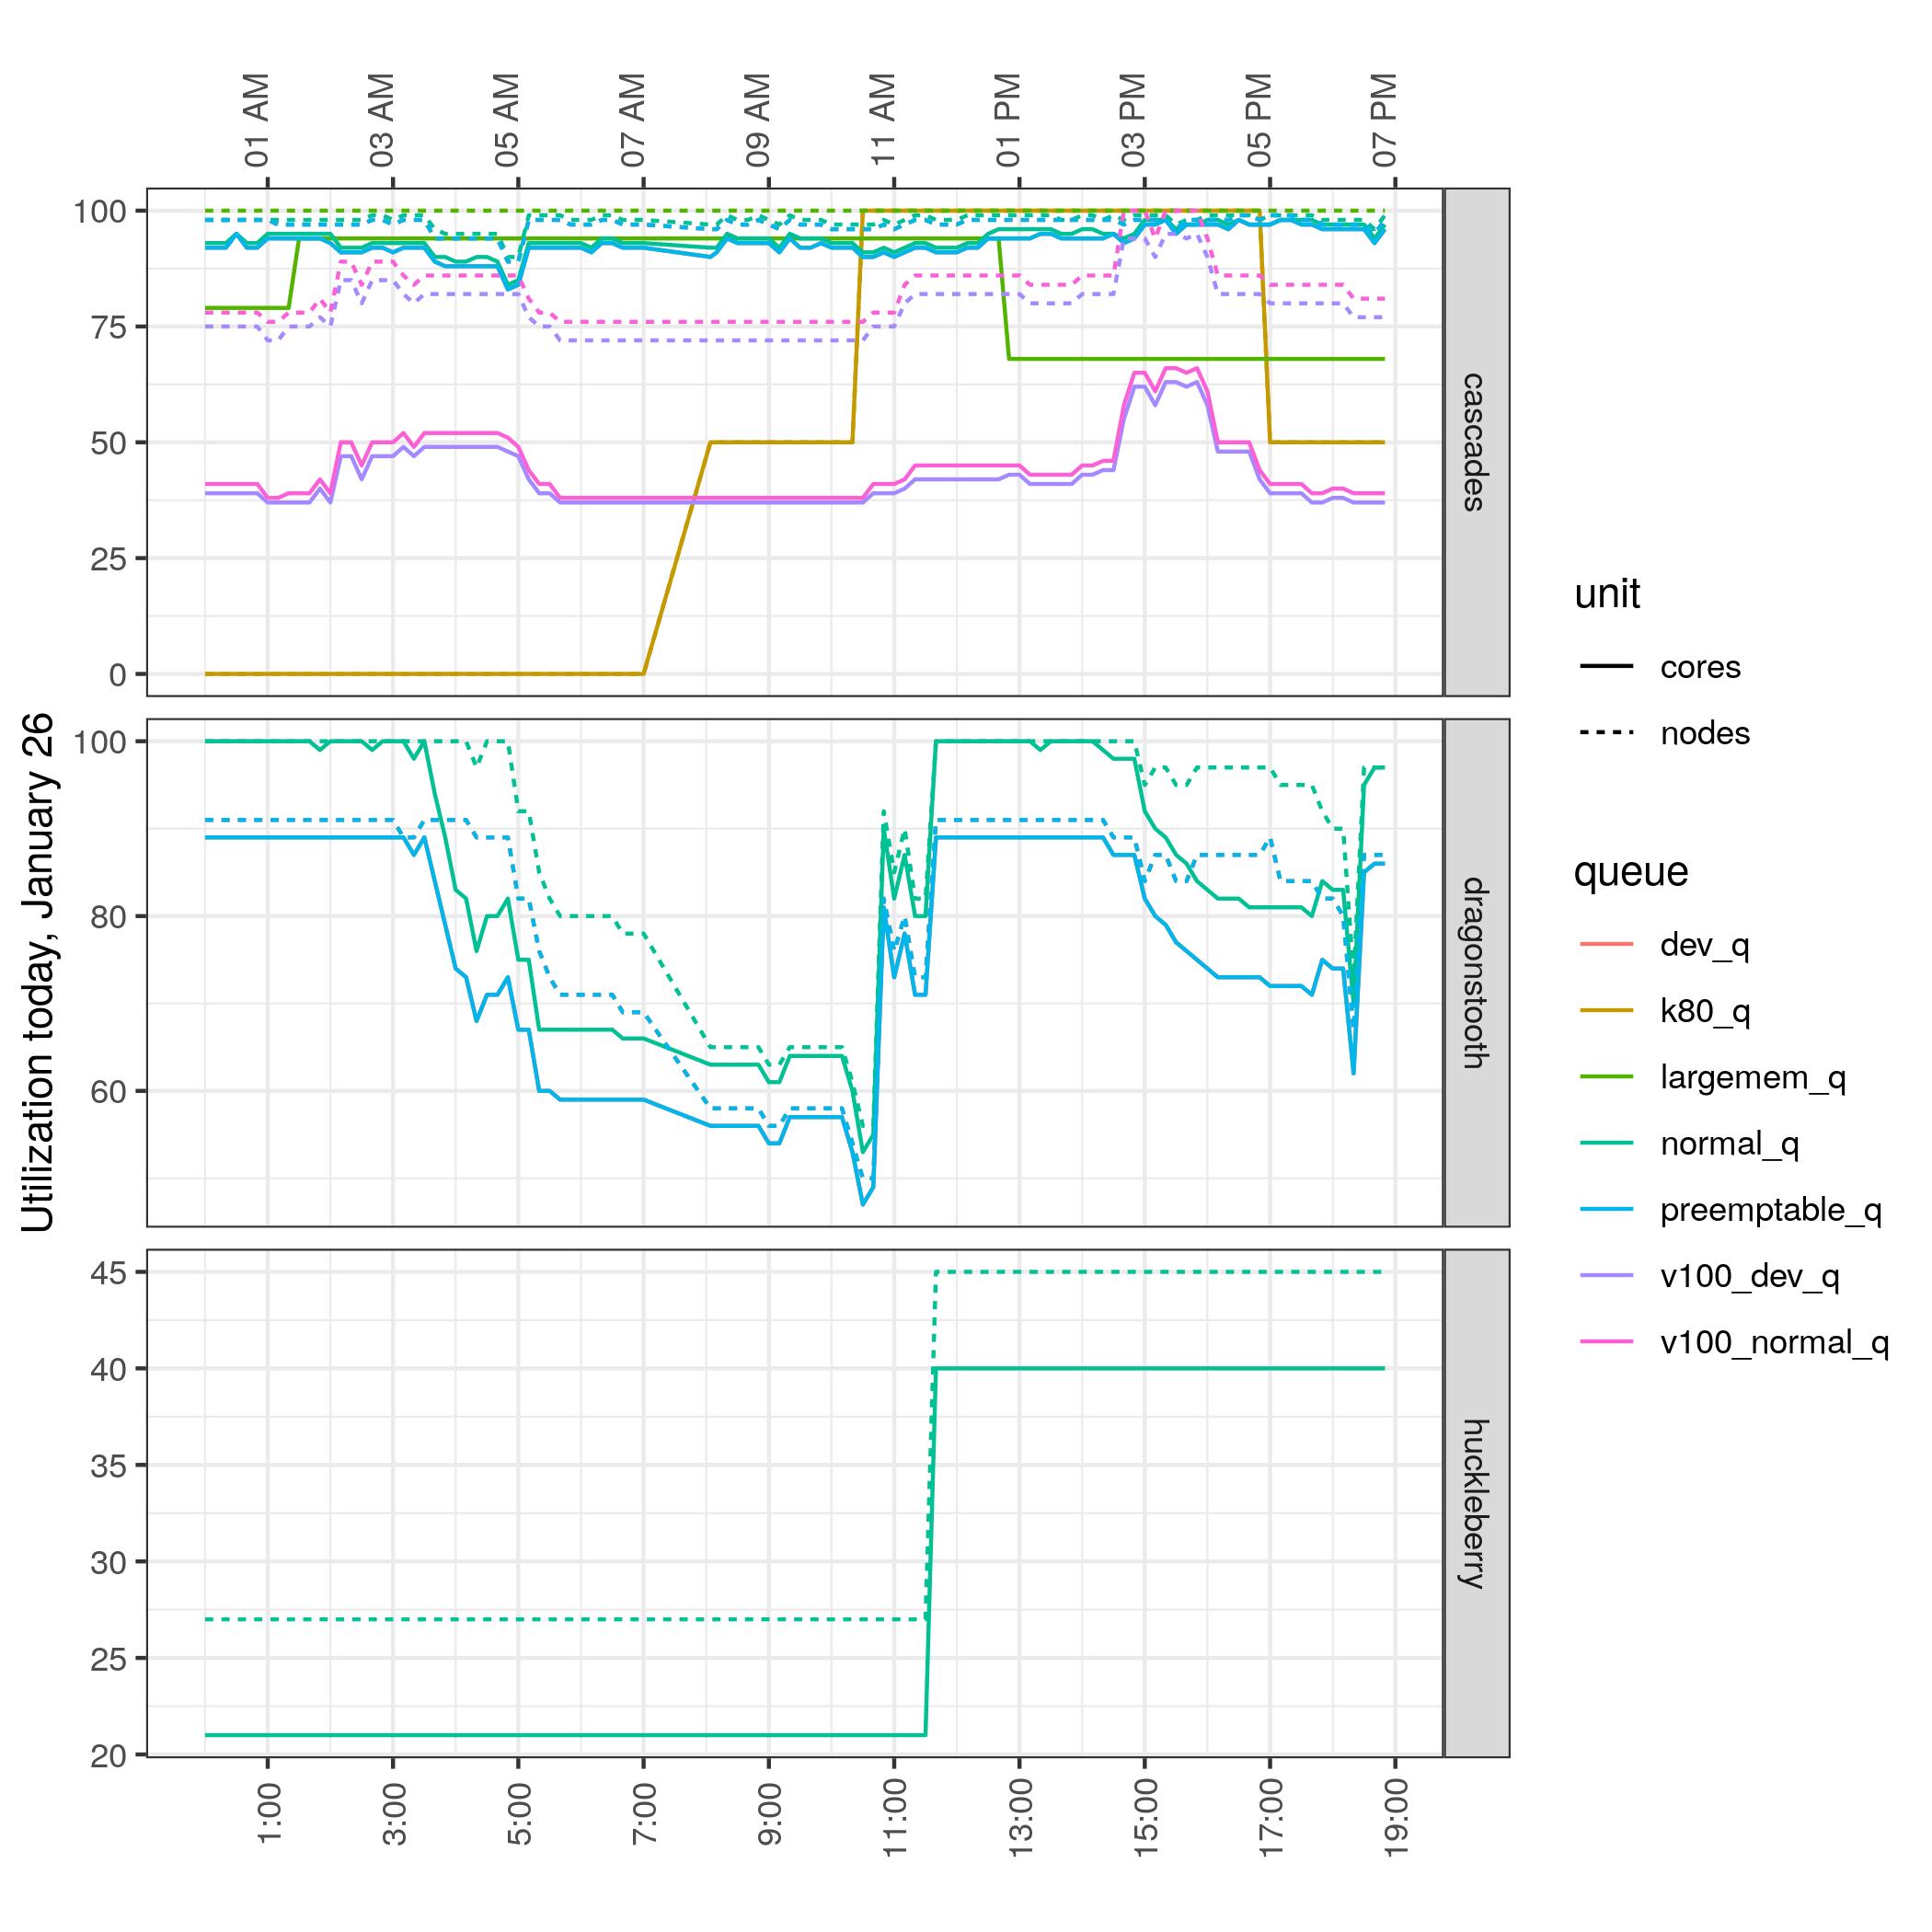 01 AM
03 AM
05 AM
07 AM
09 AM
11 AM
01 PM
03 PM
05 PM
07 PM
Utilization today, January 26
100
75
50
25
0
cascades
100
80
60
dragonstooth
45
40
35
30
25
20
huckleberry
1:00
3:00
5:00
7:00
9:00
11:00
13:00
15:00
17:00
19:00
unit
cores
nodes
queue
dev_q
k80_q
largemem_q
normal_q
preemptable_q
v100_dev_q
v100_normal_q